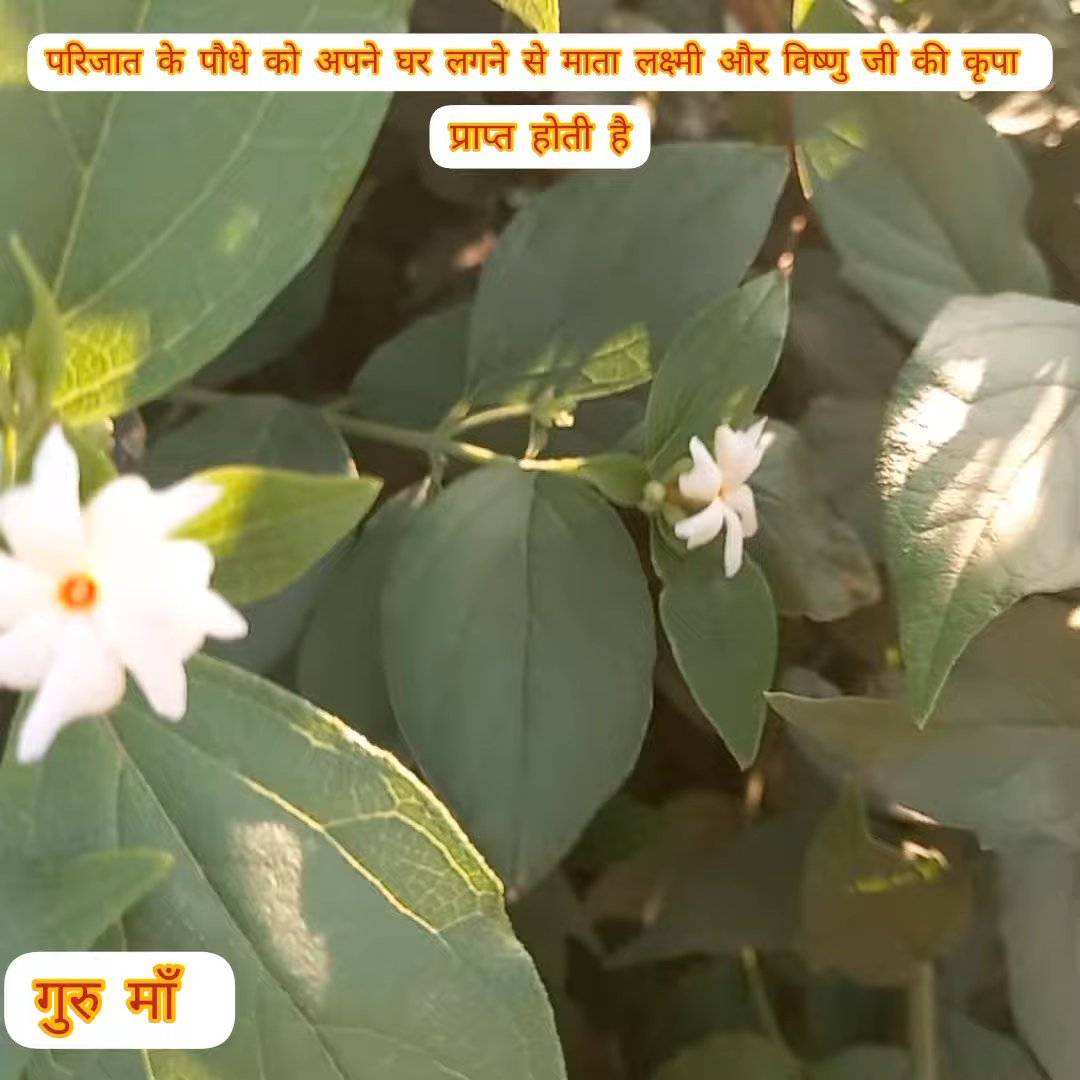 परिजात के पौधे को अपने घर लगने से माता लक्ष्मी और विष्णु जी की कृपा
प्राप्त होती है
गुरु माँ